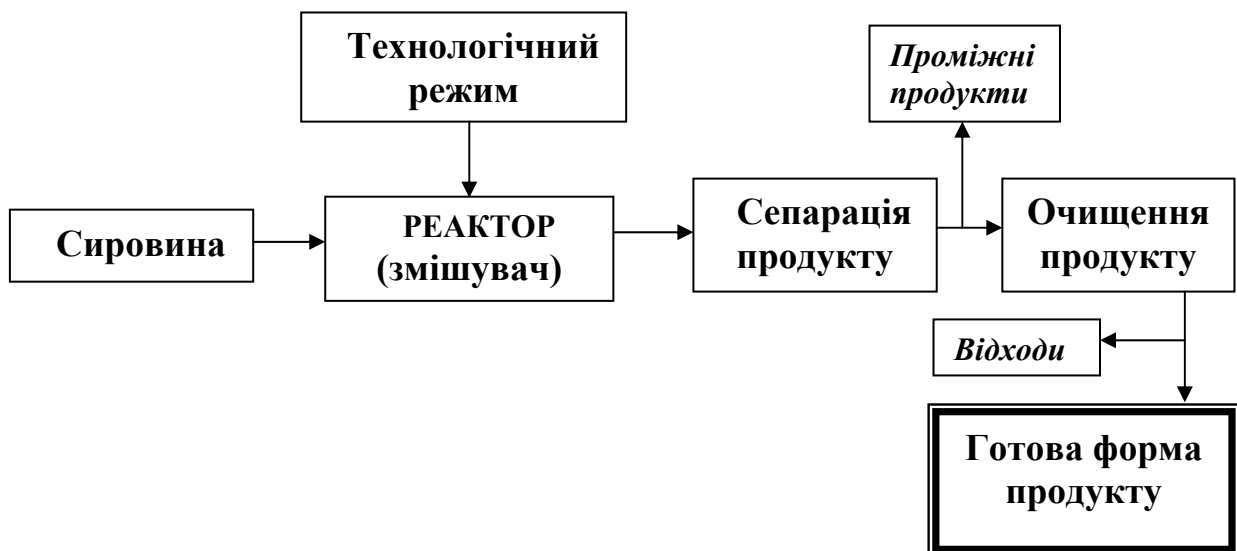 Технологічний
режим
Проміжні
продукти
Сировина
РЕАКТОР
(змішувач)
Сепарація
продукту
Очищення
продукту
Відходи
Готова форма
продукту